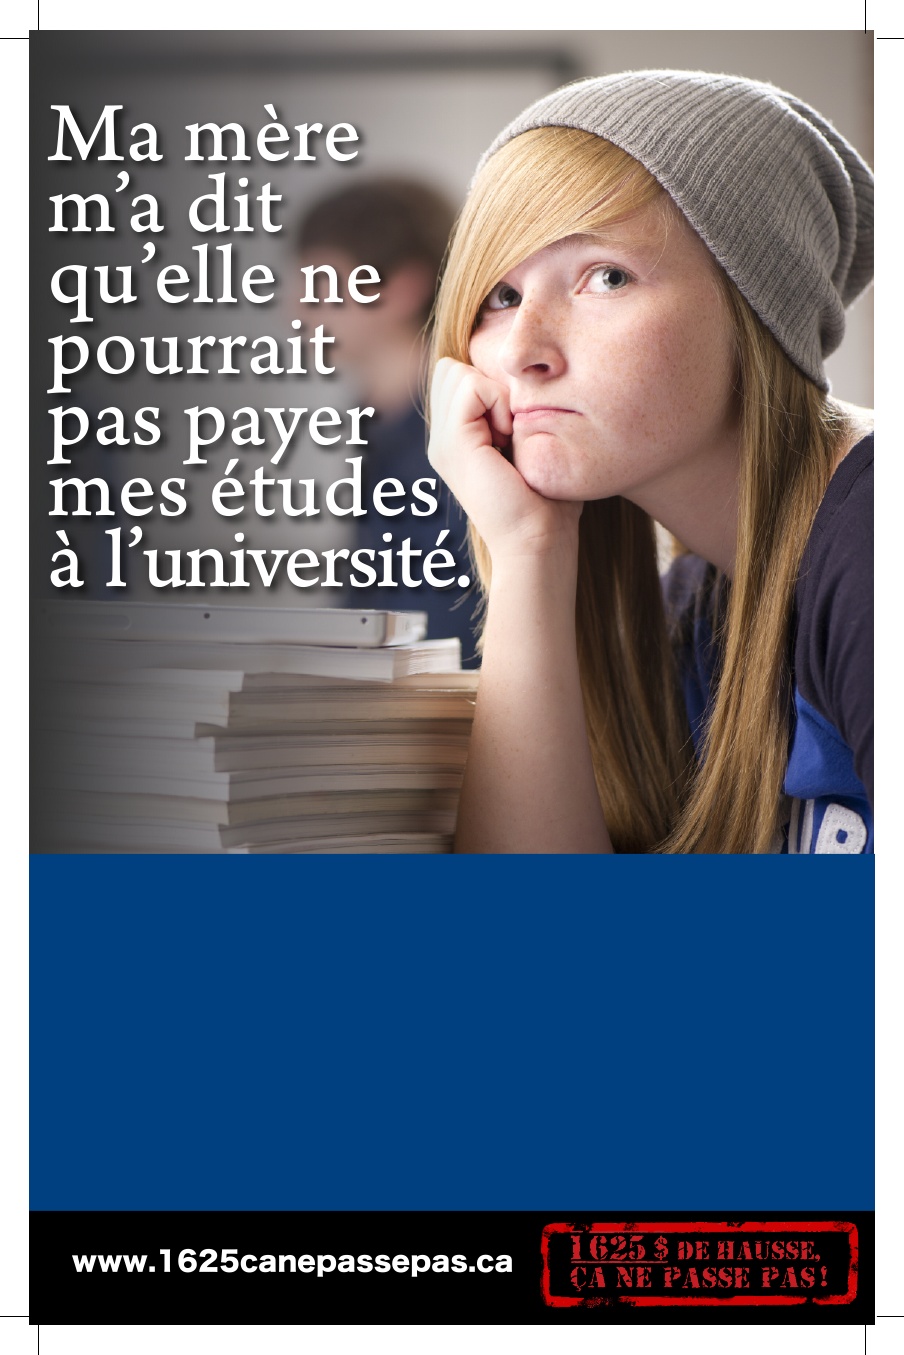 Ma mère
m’a dit
qu’elle ne
pourrait
pas payer
mes études
à l’université.
B
www.1625canepassepas.ca
1625 $ DE HAUSSE,
ÇA NE PASSE PAS!